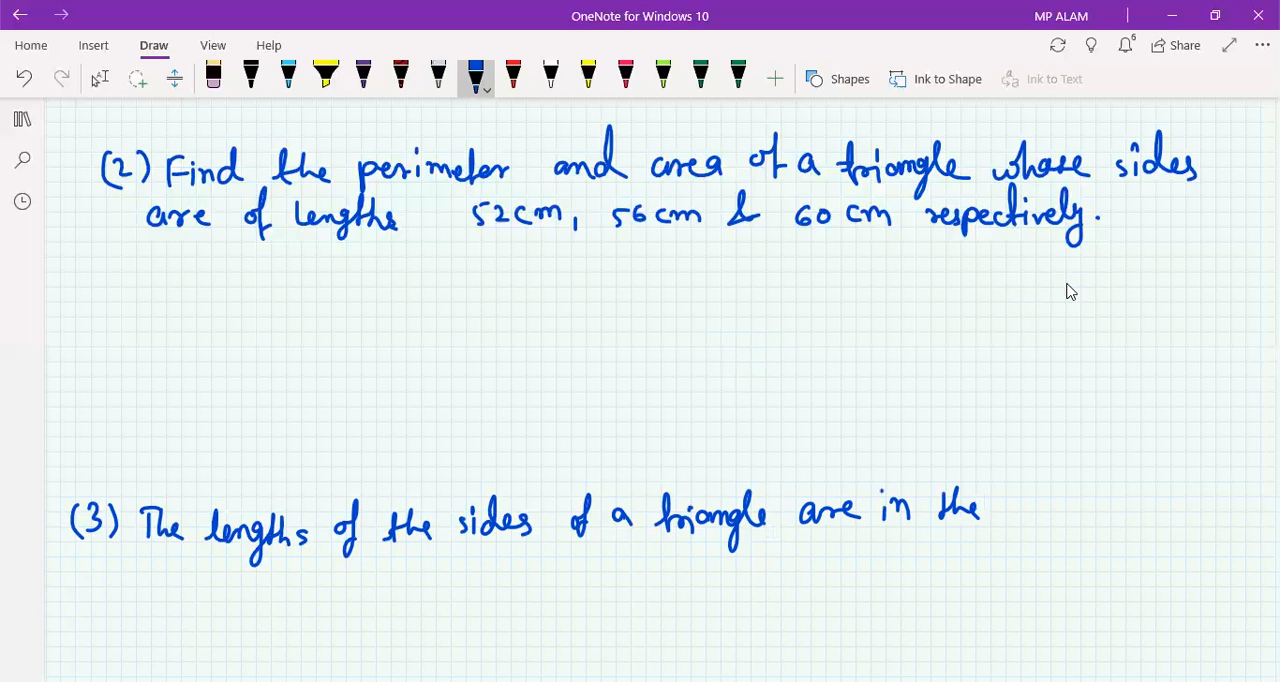 OneNote for Windows 10
MP ALAM
Home Insert Draw View Help
6
Share
Shapes
Ink to Shape
Ink to Text
(2) Find the perimeter and area of a triangle whose sides
are of lengths 52cm, 56cm & 60 cm respectively.
(3) The lengths of the sides of a triangle are in the